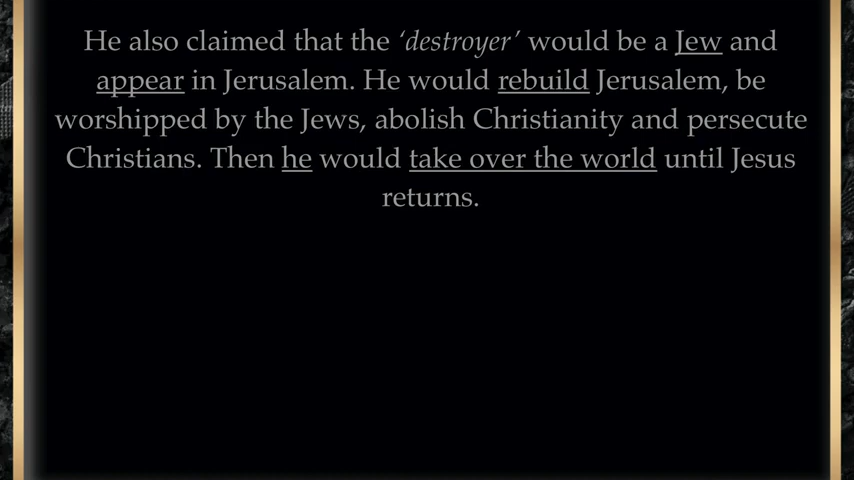 He also claimed that the ‘destroyer’ would be a Jew and
appear in Jerusalem. He would rebuild Jerusalem, be
worshipped by the Jews, abolish Christianity and persecute
Christians. Then he would take over the world until Jesus
returns.